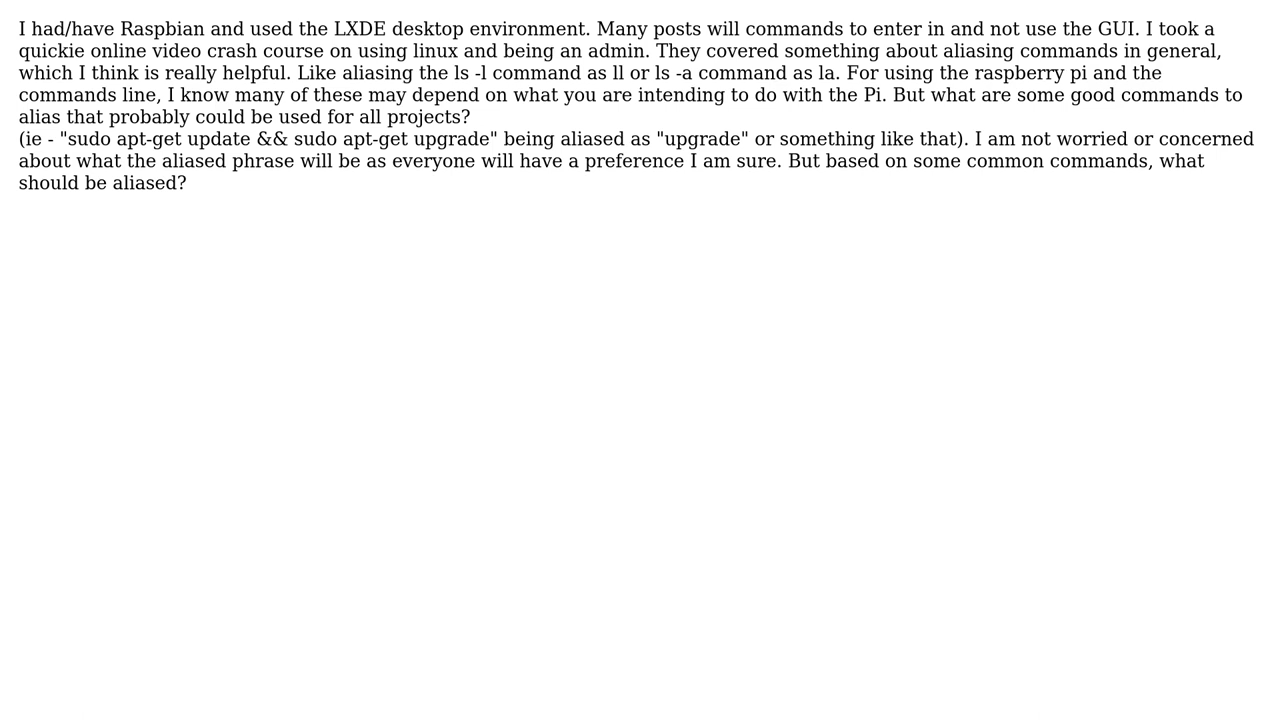 I had/have Raspbian and used the LXDE desktop environment. Many posts will commands to enter in and not use the GUI. I took a
quickie online video crash course on using linux and being an admin. They covered something about aliasing commands in general,
which I think is really helpful. Like aliasing the ls -l command as ll or ls -a command as la. For using the raspberry pi and the
commands line, I know many of these may depend on what you are intending to do with the Pi. But what are some good commands to
alias that probably could be used for all projects?
(ie - "sudo apt-get update && sudo apt-get upgrade" being aliased as "upgrade" or something like that). I am not worried or concerned
about what the aliased phrase will be as everyone will have a preference I am sure. But based on some common commands, what
should be aliased?